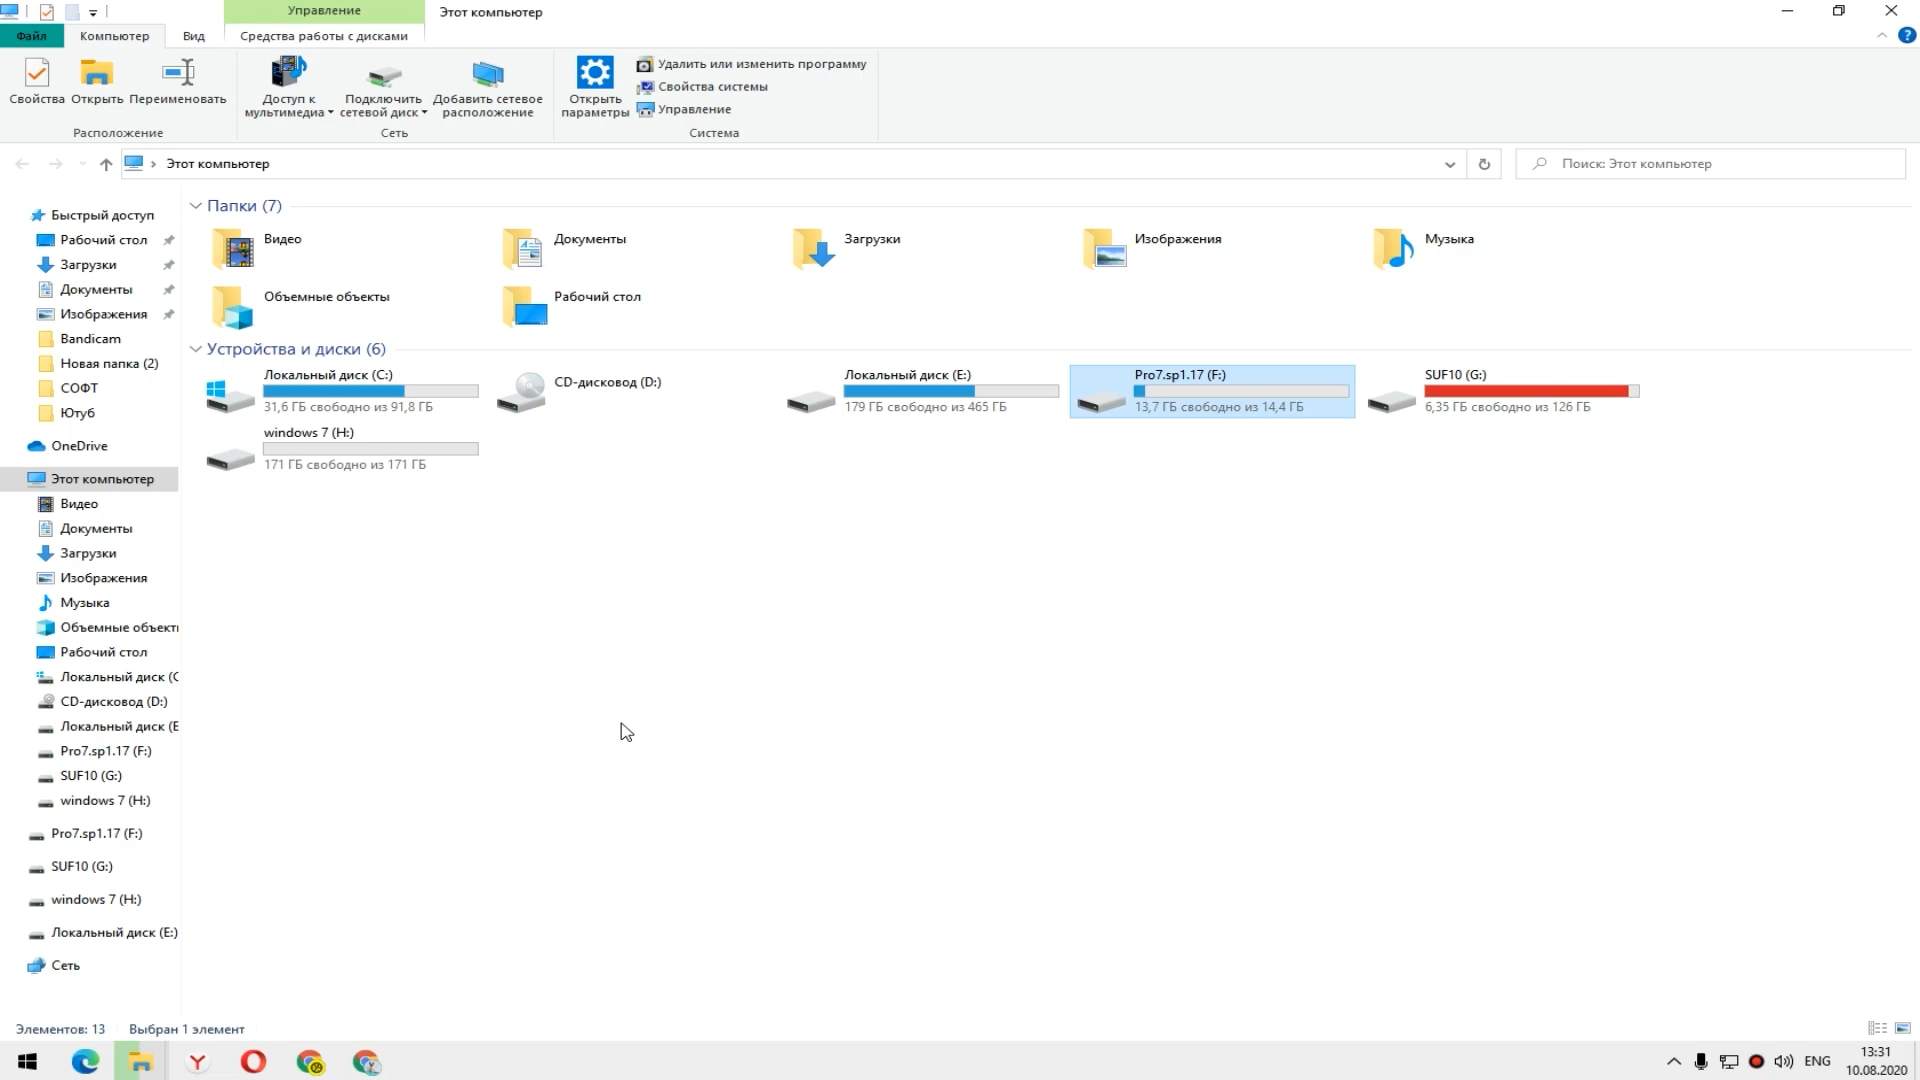 Управление
Этот компьютер
Файл
Компьютер
Вид
Средства работы с дисками
Свойства
Открыть
Переименовать
Доступ к мультимедиа
Подключить сетевой диск
Добавить сетевое расположение
Открыть параметры
Удалить или изменить программу
Свойства системы
Управление
Расположение
Сеть
Система
Этот компьютер
Поиск: Этот компьютер
Быстрый доступ
Рабочий стол
Загрузки
Документы
Изображения
Bandicam
Новая папка (2)
СОФТ
Ютуб
OneDrive
Этот компьютер
Видео
Документы
Загрузки
Изображения
Музыка
Объемные объекты
Рабочий стол
Локальный диск (C
CD-дисковод (D:)
Локальный диск (E
Pro7.sp1.17 (F:)
SUF10 (G:)
windows 7 (H:)
Pro7.sp1.17 (F:)
SUF10 (G:)
windows 7 (H:)
Локальный диск (E:)
Сеть
Папки (7)
Видео
Документы
Загрузки
Изображения
Музыка
Объемные объекты
Рабочий стол
Устройства и диски (6)
Локальный диск (C:)
31,6 ГБ свободно из 91,8 ГБ
CD-дисковод (D:)
Локальный диск (E:)
179 ГБ свободно из 465 ГБ
Pro7.sp1.17 (F:)
13,7 ГБ свободно из 14,4 ГБ
SUF10 (G:)
6,35 ГБ свободно из 126 ГБ
windows 7 (H:)
171 ГБ свободно из 171 ГБ
Элементов: 13
Выбран 1 элемент
ENG
13:31
10.08.2020